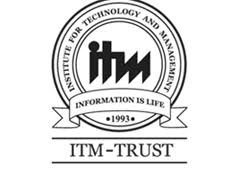 INSTITUTE FOR TECHNOLOGY AND MANAGEMENT
itm
INFORMATION IS LIFE
•1993•
ITM-TRUST